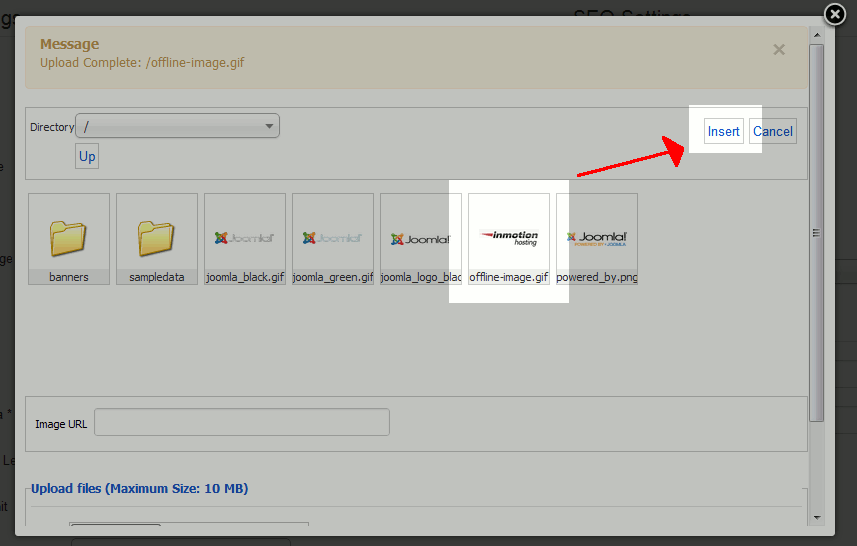 SEO Settings
Message
Upload Complete: /offline-image.gif
Directory /
Insert
Cancel
Up
Joomla!
Joomla!
Joomla!
inmotion
hosting
Joomla!
POWERED BY JOOMLA
banners
sampledata
joomla_black.gif
joomla_green.gif
joomla_logo_blac
offline-image.gif
powered_by.png
Image URL
Upload files (Maximum Size: 10 MB)